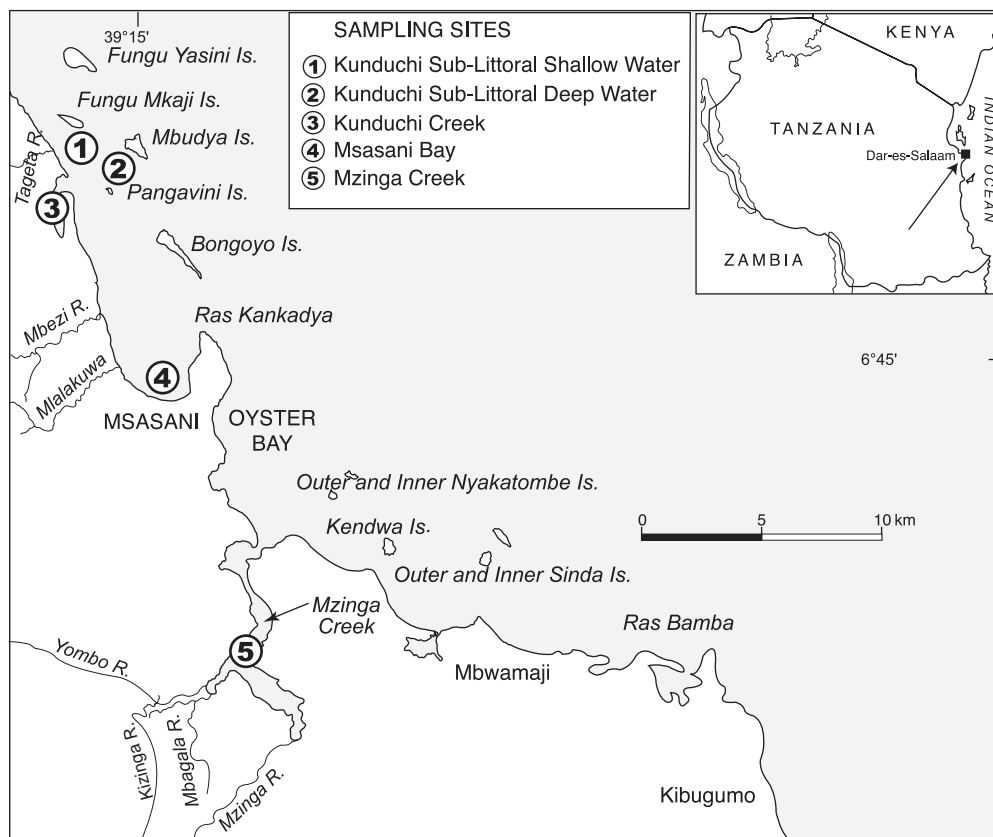 39°15'
Fungu Yasini Is.
Fungu Mkaji Is.
Mbudya Is.
Tageta R.
1
2
3
Pangavini Is.
Bongoyo Is.
Ras Kankadya
Mbezi R.
Mlalakuwa
4
MSASANI
OYSTER
BAY
6°45'
Outer and Inner Nyakatombe Is.
Kendwa Is.
Outer and Inner Sinda Is.
0 5 10 km
Mzinga
Creek
5
Ras Bamba
Mbwamaji
Yombo R.
Kizinga R.
Mbagala R.
Mzinga R.
Kibugumo
SAMPLING SITES
1 Kunduchi Sub-Littoral Shallow Water
2 Kunduchi Sub-Littoral Deep Water
3 Kunduchi Creek
4 Msasani Bay
5 Mzinga Creek
KENYA
TANZANIA
Dar-es-Salaam
INDIAN OCEAN
ZAMBIA